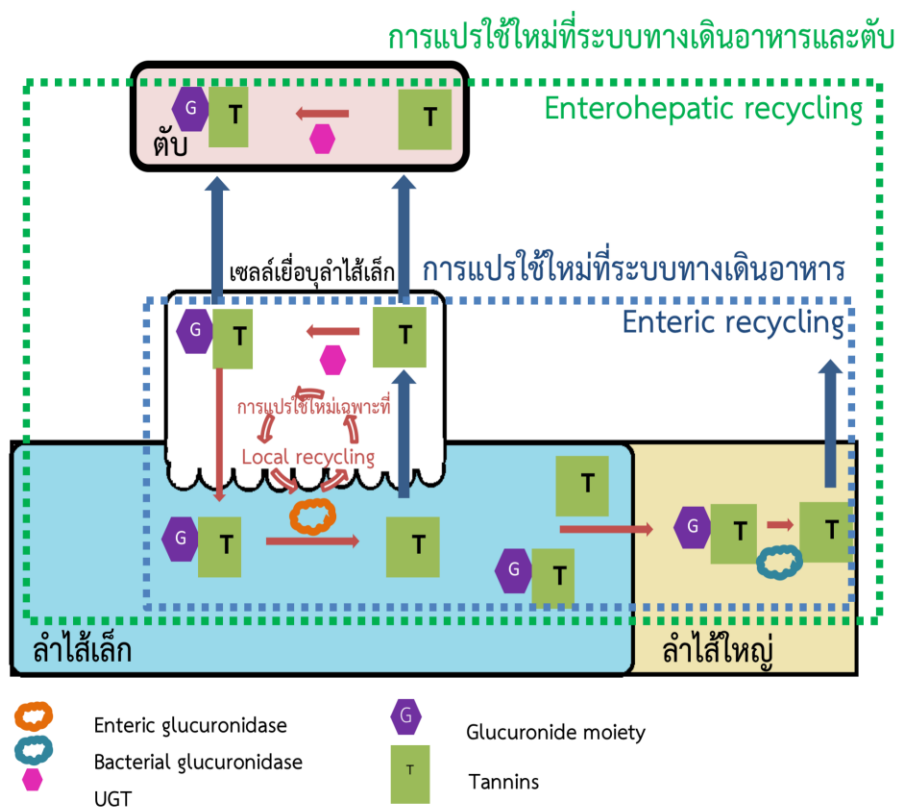 การแปรใช้ใหม่ที่ระบบทางเดินอาหารและตับ
Enterohepatic recycling
G T
T
ตับ
เซลล์เยื่อบุลำไส้เล็ก
การแปรใช้ใหม่ที่ระบบทางเดินอาหาร
Enteric recycling
G T
T
การแปรใช้ใหม่เฉพาะที่
Local recycling
G T
T
T
G T
G T
T
ลำไส้เล็ก
ลำไส้ใหญ่
Enteric glucuronidase
Bacterial glucuronidase
UGT
G
Glucuronide moiety
T
Tannins